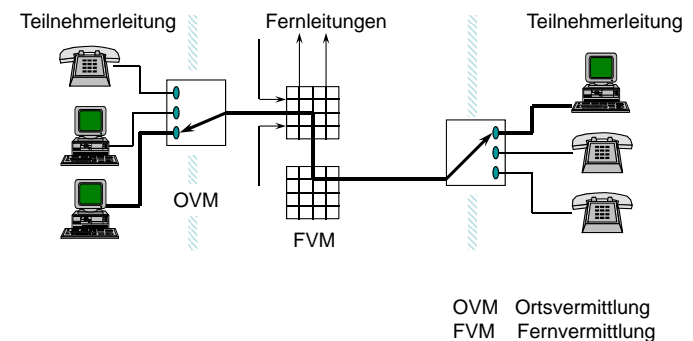 Teilnehmerleitung Fernleitungen Teilnehmerleitung
OVM
FVM
OVM Ortsvermittlung
FVM Fernvermittlung